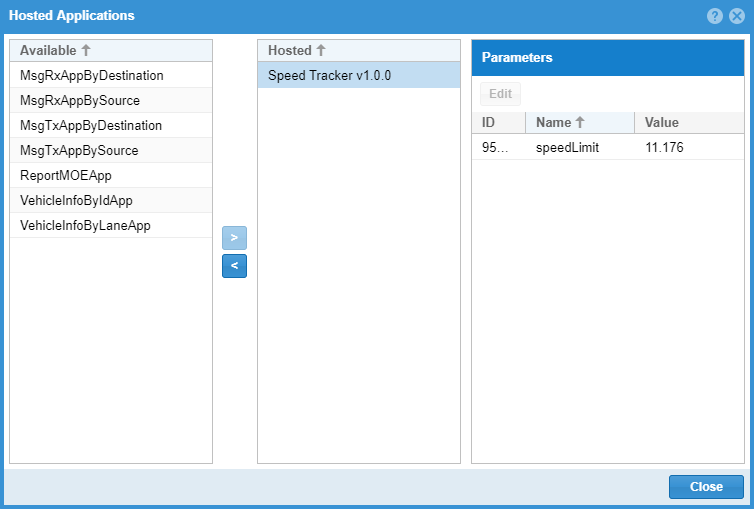 Hosted Applications
Available
MsgRxAppByDestination
MsgRxAppBySource
MsgTxAppByDestination
MsgTxAppBySource
ReportMOEApp
VehicleInfoByIdApp
VehicleInfoByLaneApp
>
<
Hosted
Speed Tracker v1.0.0
Parameters
Edit
ID Name Value
95... speedLimit 11.176
Close